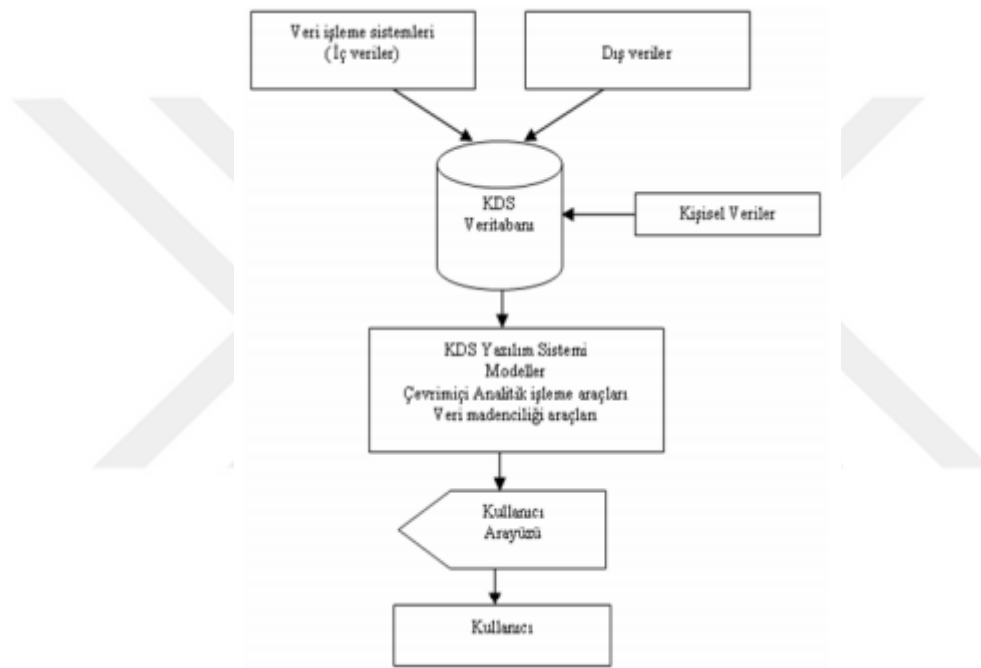 Veri işleme sistemleri
( İç veriler)
Dış veriler
KDS
Veritabanı
Kişisel Veriler
KDS Yazılım Sistemi
Modeller
Çevrimiçi Analitik işleme araçları
Veri madenciliği araçları
Kullanıcı
Arayüzü
Kullanıcı